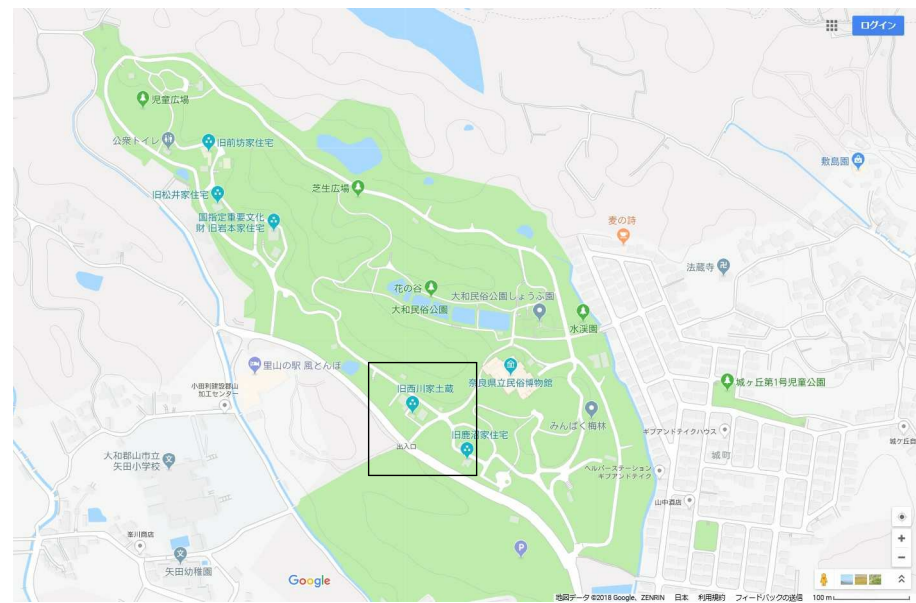 ログイン
児童広場
公衆トイレ
旧前坊家住宅
敷島園
旧松井家住宅
芝生広場
国指定重要文化
財 旧岩本家住宅
麦の詩
法蔵寺
花の谷
大和民俗公園しょうぶ園
大和民俗公園
水渓園
里山の駅 風とんぼ
奈良県立民俗博物館
小田利建設郡山
加工センター
旧西川家土蔵
城ヶ丘第1号児童公園
みんぱく梅林
旧鹿沼家住宅
ギブアンドテイクハウス
出入口
城ヶ丘自
大和郡山市立
矢田小学校
城町
ヘルパーステーション
ギブアンドテイク
山中酒店
峯川商店
P
矢田幼稚園
Google
地図データ ©2018 Google、ZENRIN 日本 利用規約 フィードバックの送信 100 m